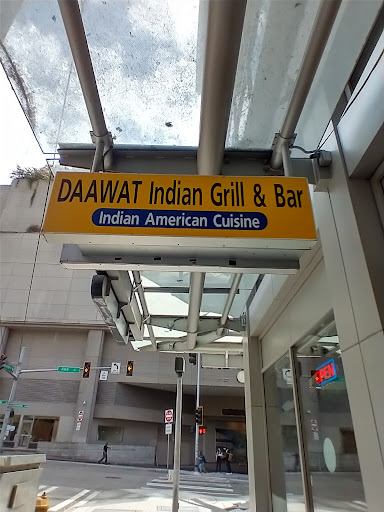 DAAWAT Indian Grill & Bar
Indian American Cuisine
OPEN